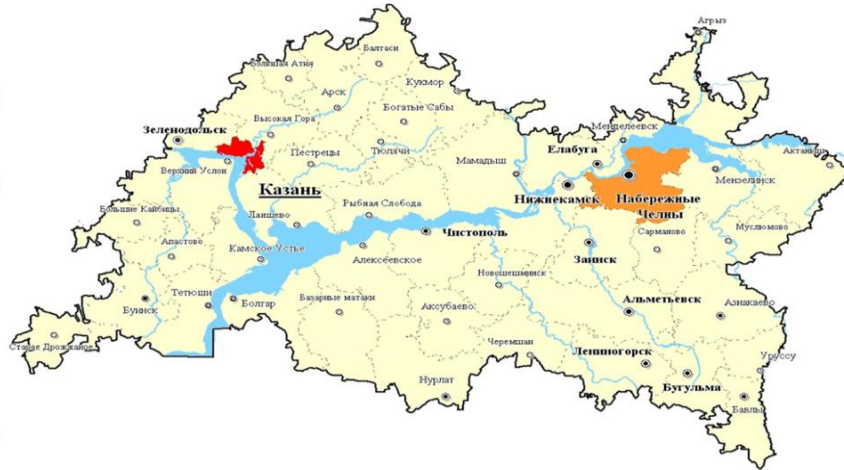 Агрыз
Балтаси
Большая Атня
Кукмор
Арск
Богатые Сабы
Высокая Гора
Зеленодольск
Менделеевск
Елабуга
Актаныш
Пестрецы
Тюлячи
Мамадыш
Верхний Услон
Мензелинск
Казань
Нижнекамск
Набережные
Челны
Рыбная Слобода
Большие Кайбицы
Лаишево
Муслюмово
Чистополь
Сарманово
Апастово
Камское Устье
Алексеевское
Заинск
Новошешминск
Тетюши
Болгар
Базарные матаки
Буинск
Аксубаево
Альметьевск
Азнакаево
Старое Дрожжаное
Черемшан
Лениногорск
Уруссу
Нурлат
Бугульма
Бавлы